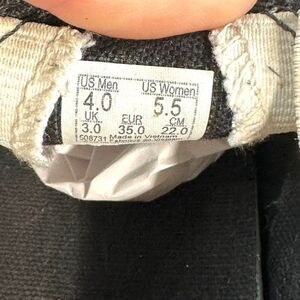 US Men US Women
4.0 5.5
UK EUR CM
3.0 35.0 22.0
508731 Made in Vietnam